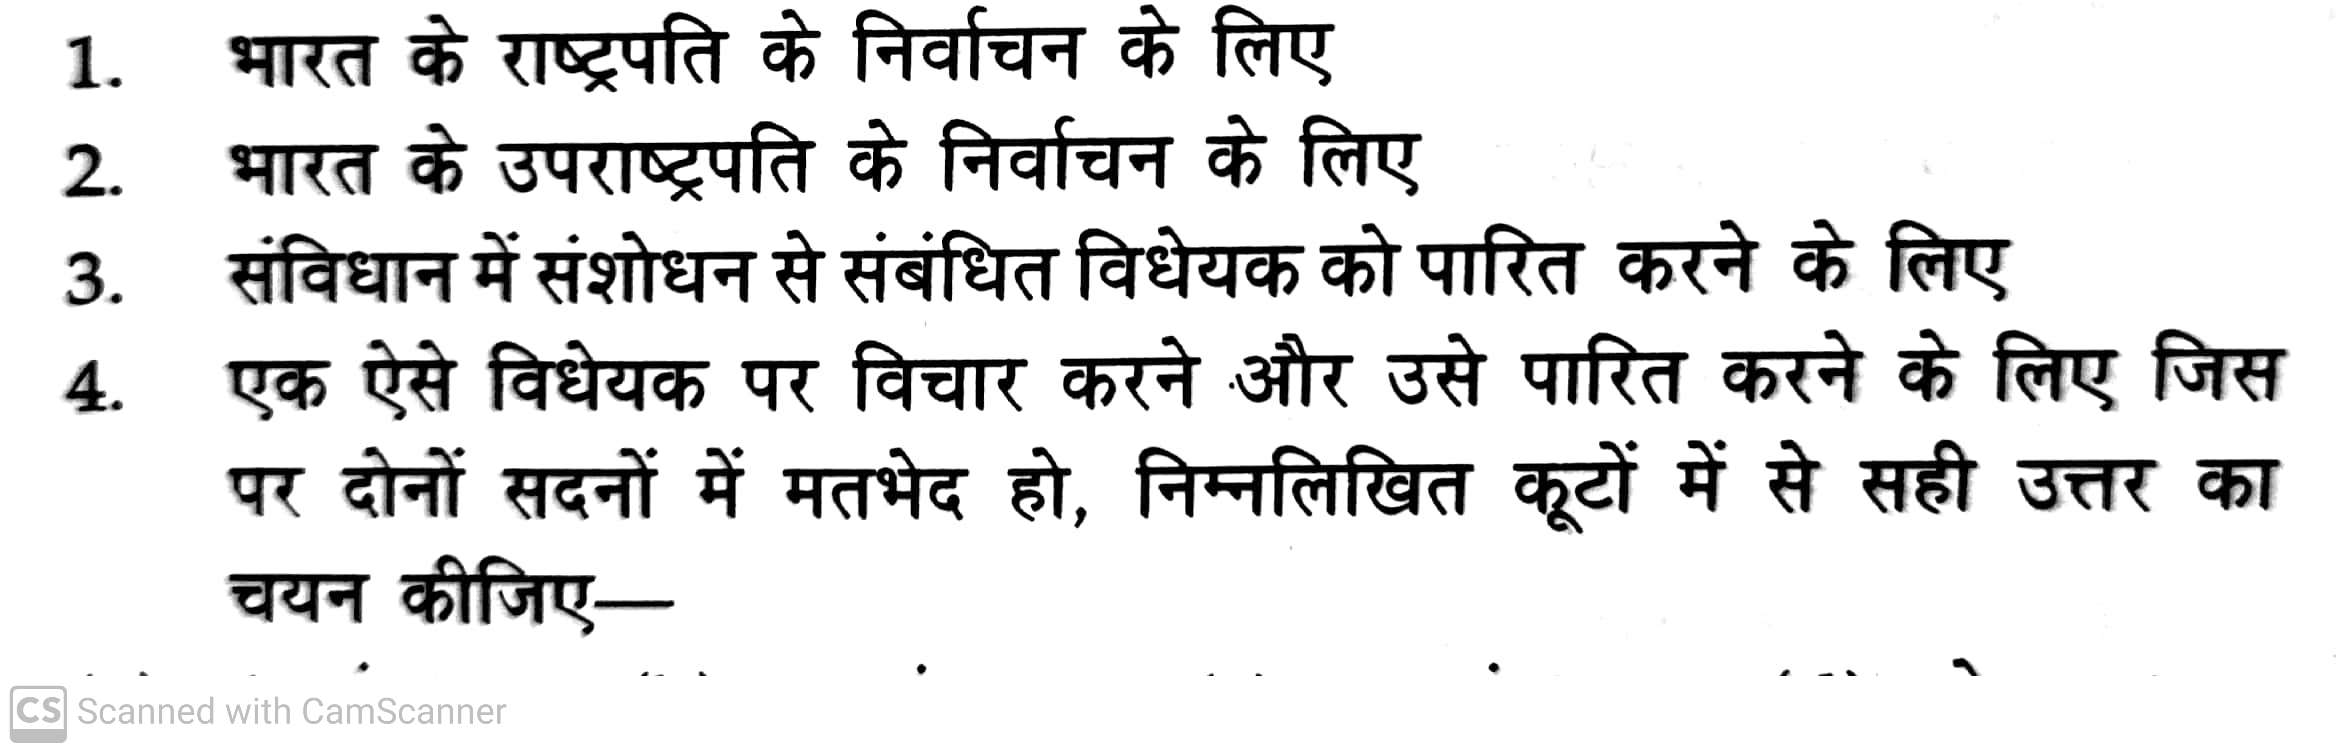 1. भारत के राष्ट्रपति के निर्वाचन के लिए
2. भारत के उपराष्ट्रपति के निर्वाचन के लिए
3. संविधान में संशोधन से संबंधित विधेयक को पारित करने के लिए
4. एक ऐसे विधेयक पर विचार करने और उसे पारित करने के लिए जिस
पर दोनों सदनों में मतभेद हो, निम्नलिखित कूटों में से सही उत्तर का
चयन कीजिए—
CS Scanned with CamScanner